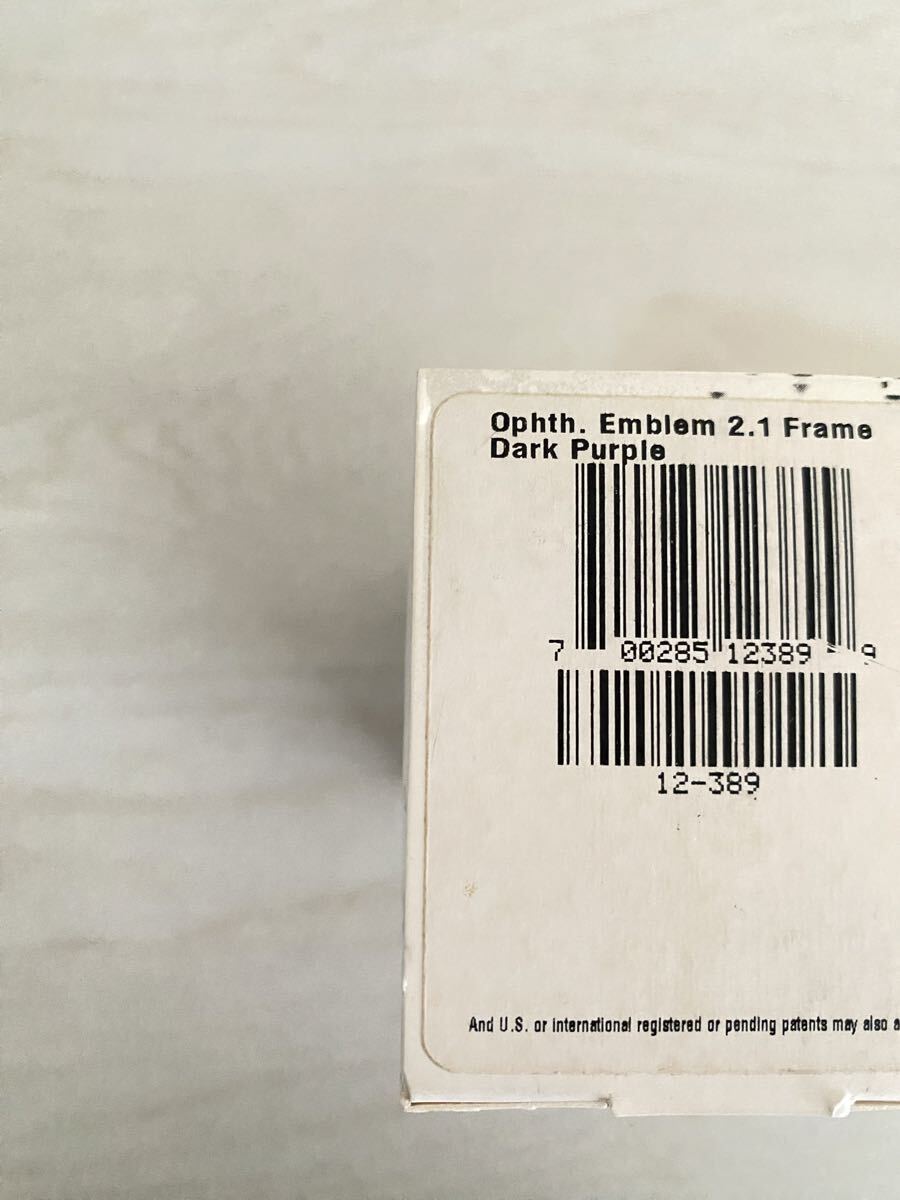 Ophth. Emblem 2.1 Frame
Dark Purple
7 00285 12389 9
12-389
And U.S. or international registered or pending patents may also